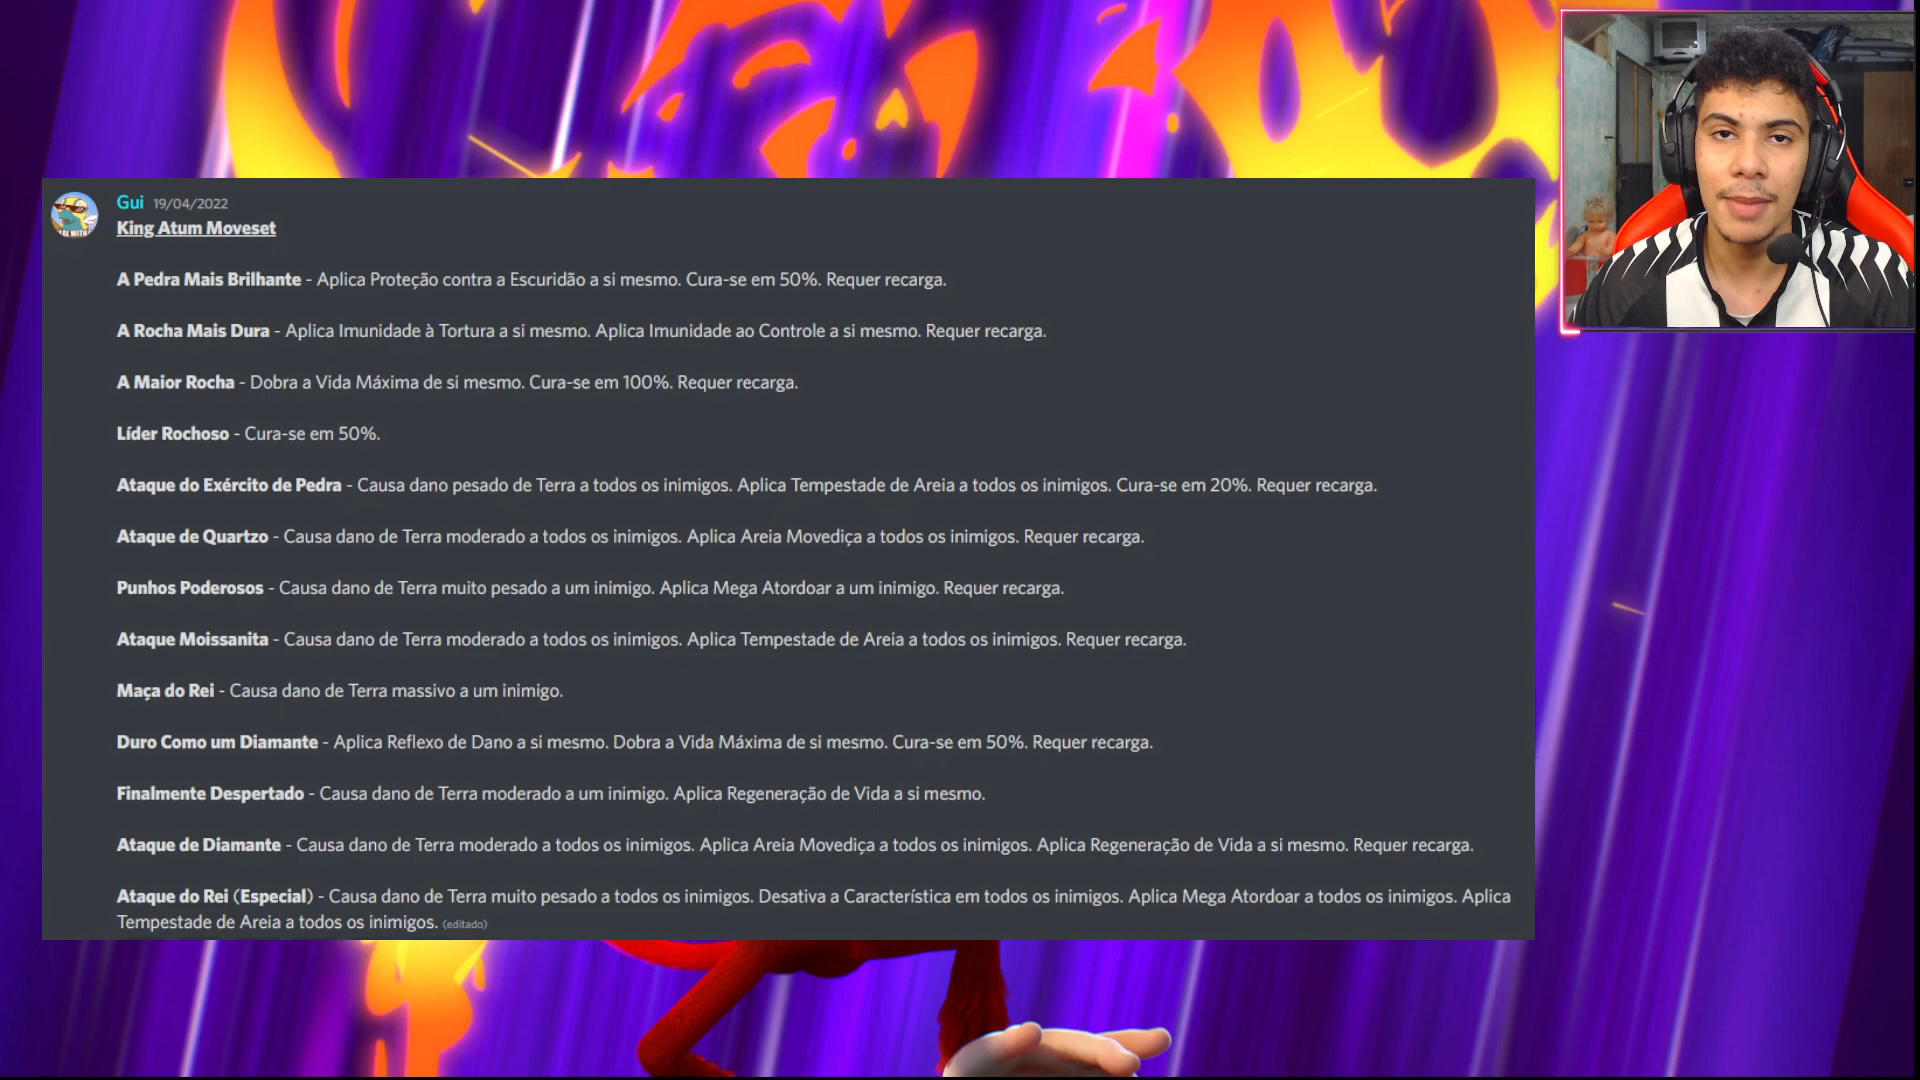 Gui 19/04/2022
King Atum Moveset
A Pedra Mais Brilhante - Aplica Proteção contra a Escuridão a si mesmo. Cura-se em 50%. Requer recarga.
A Rocha Mais Dura - Aplica Imunidade à Tortura a si mesmo. Aplica Imunidade ao Controle a si mesmo. Requer recarga.
A Maior Rocha - Dobra a Vida Máxima de si mesmo. Cura-se em 100%. Requer recarga.
Líder Rochoso - Cura-se em 50%.
Ataque do Exército de Pedra - Causa dano pesado de Terra a todos os inimigos. Aplica Tempestade de Areia a todos os inimigos. Cura-se em 20%. Requer recarga.
Ataque de Quartzo - Causa dano de Terra moderado a todos os inimigos. Aplica Areia Movediça a todos os inimigos. Requer recarga.
Punhos Poderosos - Causa dano de Terra muito pesado a um inimigo. Aplica Mega Atordoar a um inimigo. Requer recarga.
Ataque Moissanita - Causa dano de Terra moderado a todos os inimigos. Aplica Tempestade de Areia a todos os inimigos. Requer recarga.
Maça do Rei - Causa dano de Terra massivo a um inimigo.
Duro Como um Diamante - Aplica Reflexo de Dano a si mesmo. Dobra a Vida Máxima de si mesmo. Cura-se em 50%. Requer recarga.
Finalmente Despertado - Causa dano de Terra moderado a um inimigo. Aplica Regeneração de Vida a si mesmo.
Ataque de Diamante - Causa dano de Terra moderado a todos os inimigos. Aplica Areia Movediça a todos os inimigos. Aplica Regeneração de Vida a si mesmo. Requer recarga.
Ataque do Rei (Especial) - Causa dano de Terra muito pesado a todos os inimigos. Desativa a Característica em todos os inimigos. Aplica Mega Atordoar a todos os inimigos. Aplica
Tempestade de Areia a todos os inimigos. (editado)